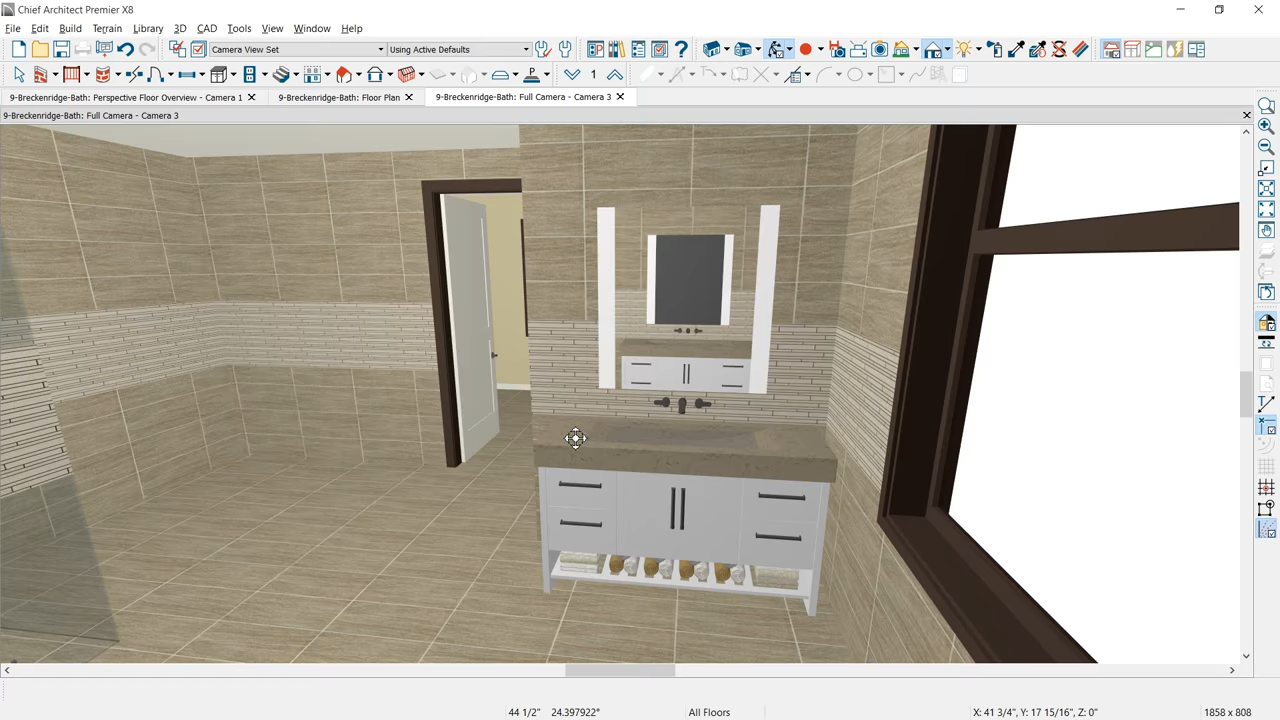 Chief Architect Premier X8
File Edit Build Terrain Library 3D CAD Tools Window Help
Camera View Set Using Active Defaults
1
9-Breckenridge-Bath: Perspective Floor Overview - Camera 1 9-Breckenridge-Bath: Floor Plan 9-Breckenridge-Bath: Full Camera - Camera 3
9-Breckenridge-Bath: Full Camera - Camera 3
44 1/2" 24.397922° All Floors X: 41 3/4", Y: 17 15/16", Z: 0" 1858 x 808